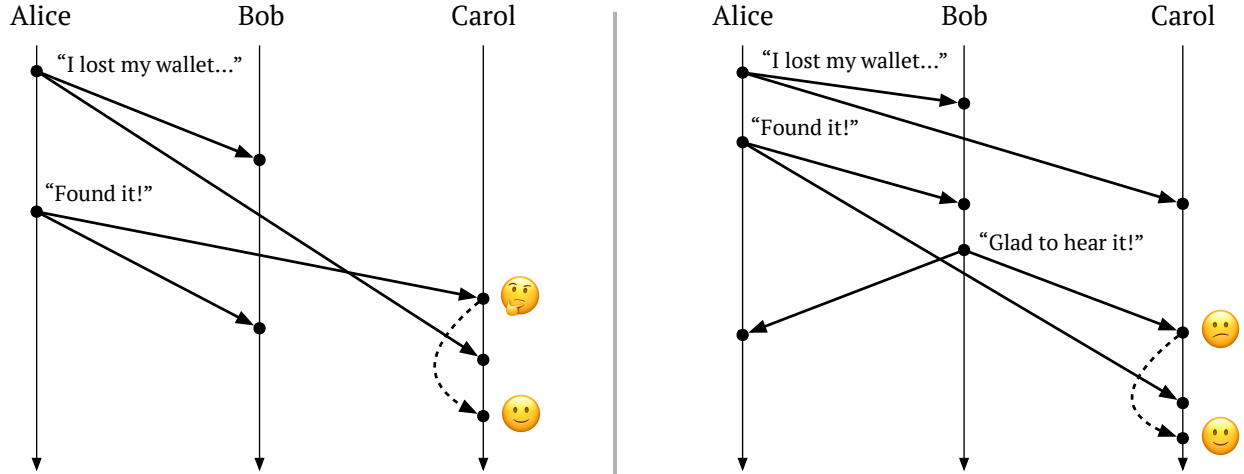 Alice Bob Carol
“I lost my wallet…”
“Found it!”
Alice Bob Carol
“I lost my wallet…”
“Found it!”
“Glad to hear it!”